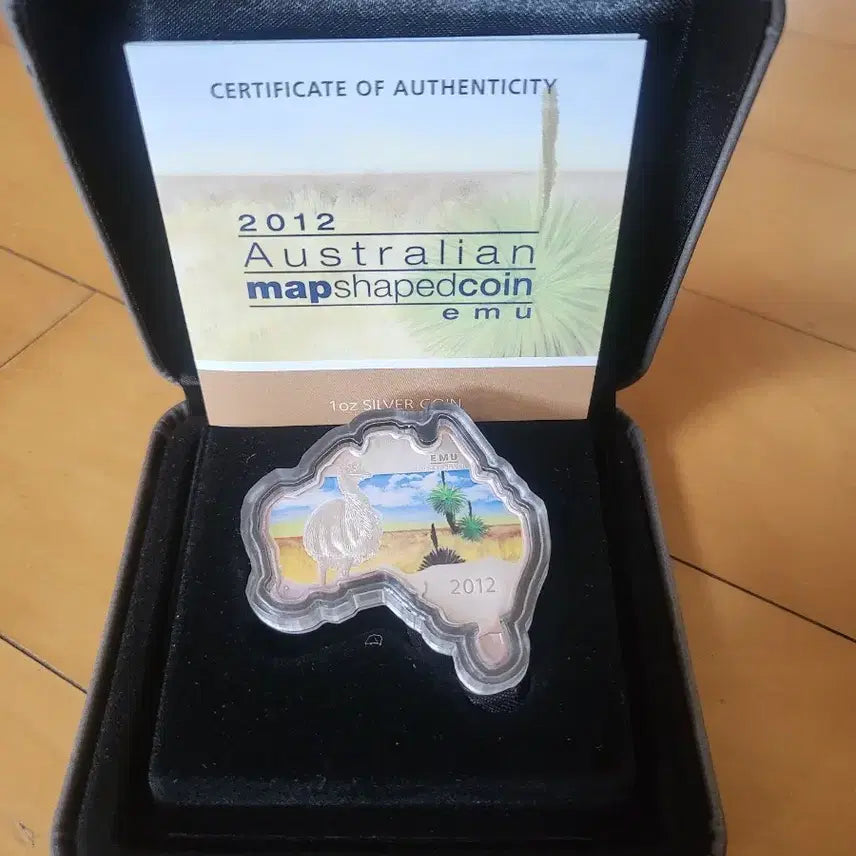 CERTIFICATE OF AUTHENTICITY
2012
Australian
mapshapedcoin
emu
1oz SILVER COIN
EMU
2012